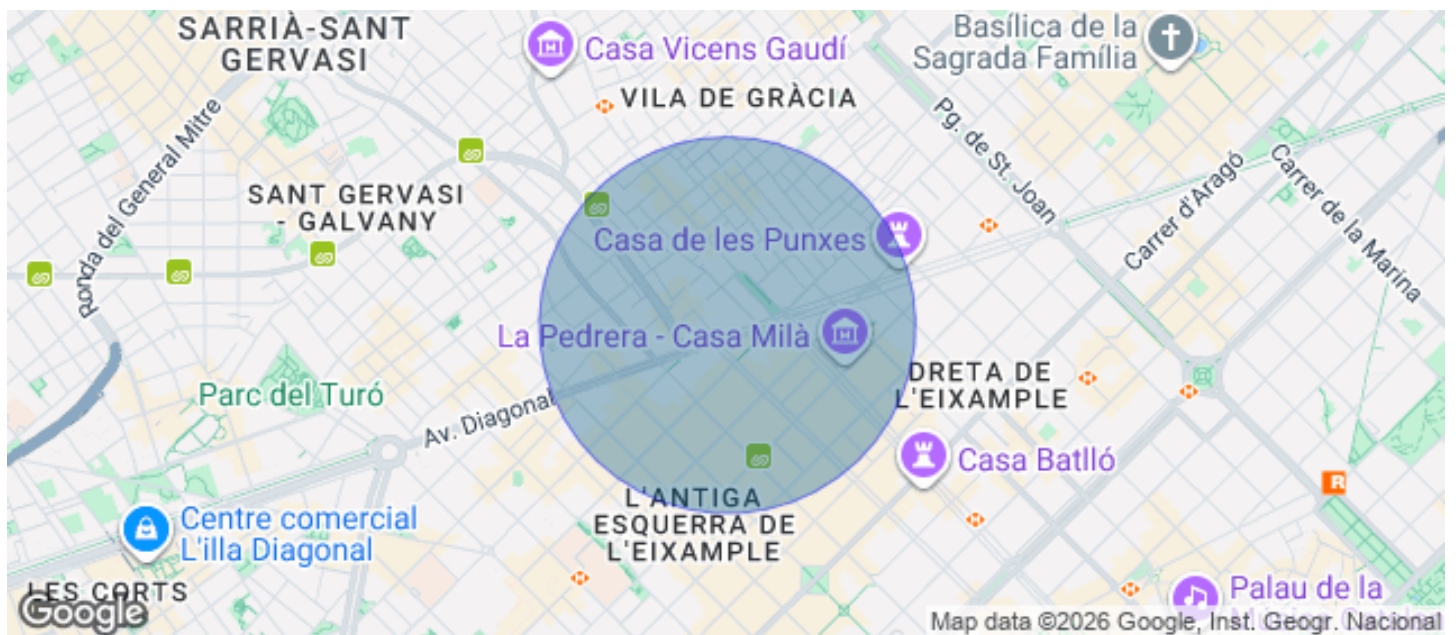 SARRIÀ-SANT
GERVASI
Casa Vicens Gaudí
Basílica de la
Sagrada Família
VILA DE GRÀCIA
Ronda del General Mitre
Pg. de St. Joan
SANT GERVASI
- GALVANY
Carrer d'Aragó
Carrer de la Marina
Casa de les Punxes
La Pedrera - Casa Milà
Parc del Turó
Av. Diagonal
DRETA DE
L'EIXAMPLE
Casa Batlló
L'ANTIGA
ESQUERRA DE
L'EIXAMPLE
R
Centre comercial
L'illa Diagonal
LES CORTS
Google
Palau de la
Map data ©2026 Google, Inst. Geogr. Nacional